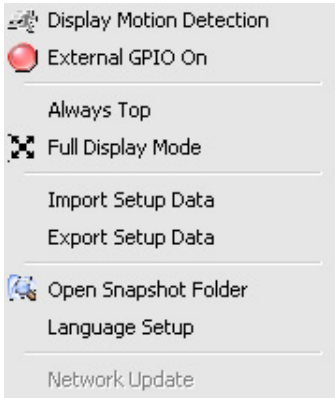 Display Motion Detection
External GPIO On
Always Top
Full Display Mode
Import Setup Data
Export Setup Data
Open Snapshot Folder
Language Setup
Network Update